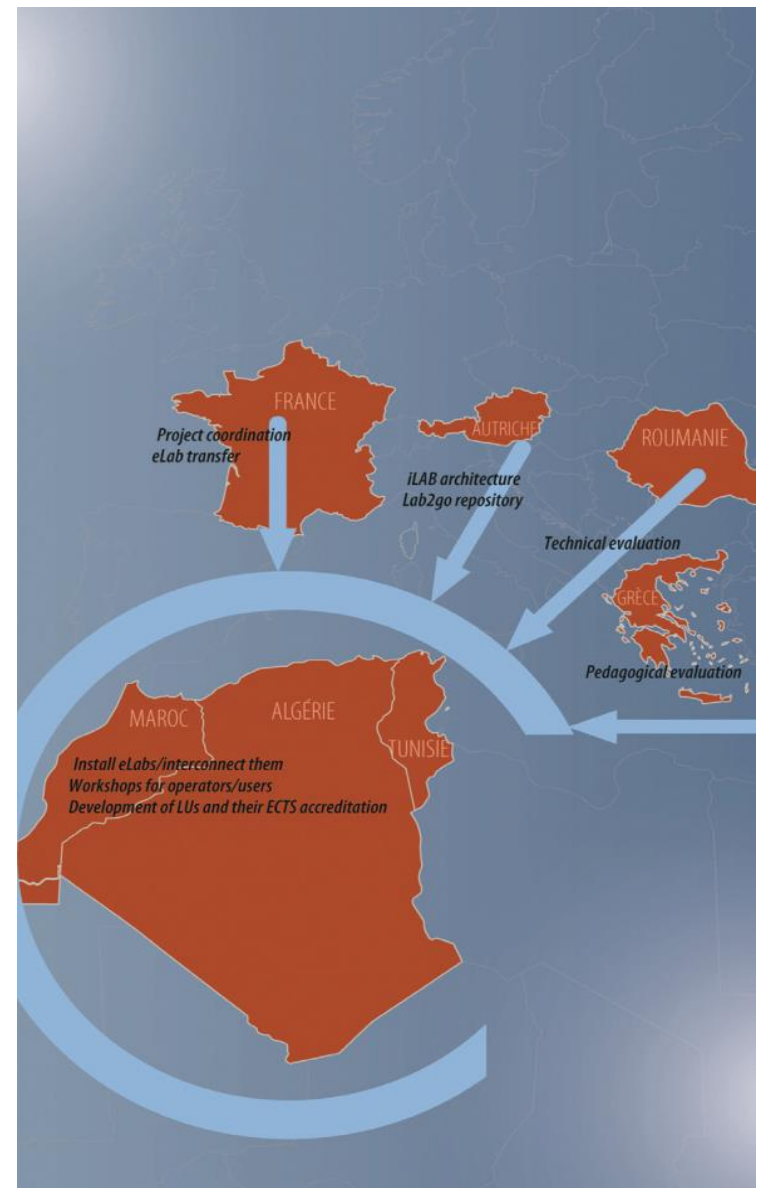 FRANCE
Project coordination
eLab transfer
AUTRICHE
iLAB architecture
Lab2go repository
ROUMANIE
Technical evaluation
GRÈCE
Pedagogical evaluation
MAROC
ALGÉRIE
TUNISIE
Install eLabs/interconnect them
Workshops for operators/users
Development of LUs and their ECTS accreditation